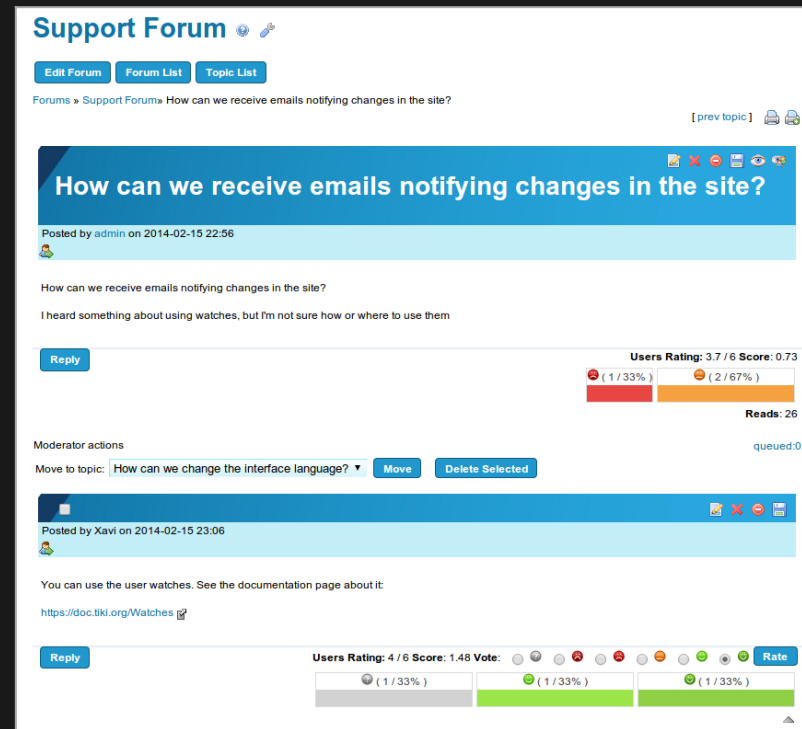 Support Forum
Edit Forum Forum List Topic List
Forums » Support Forum» How can we receive emails notifying changes in the site?
[ prev topic ]
How can we receive emails notifying changes in the site?
Posted by admin on 2014-02-15 22:56
How can we receive emails notifying changes in the site?
I heard something about using watches, but I'm not sure how or where to use them
Reply
Users Rating: 3.7 / 6 Score: 0.73
( 1 / 33% ) ( 2 / 67% )
Reads: 26
Moderator actions
queued:0
Move to topic: How can we change the interface language? Move Delete Selected
Posted by Xavi on 2014-02-15 23:06
You can use the user watches. See the documentation page about it:
https://doc.tiki.org/Watches
Reply Users Rating: 4 / 6 Score: 1.48 Vote: Rate
( 1 / 33% ) ( 1 / 33% ) ( 1 / 33% )